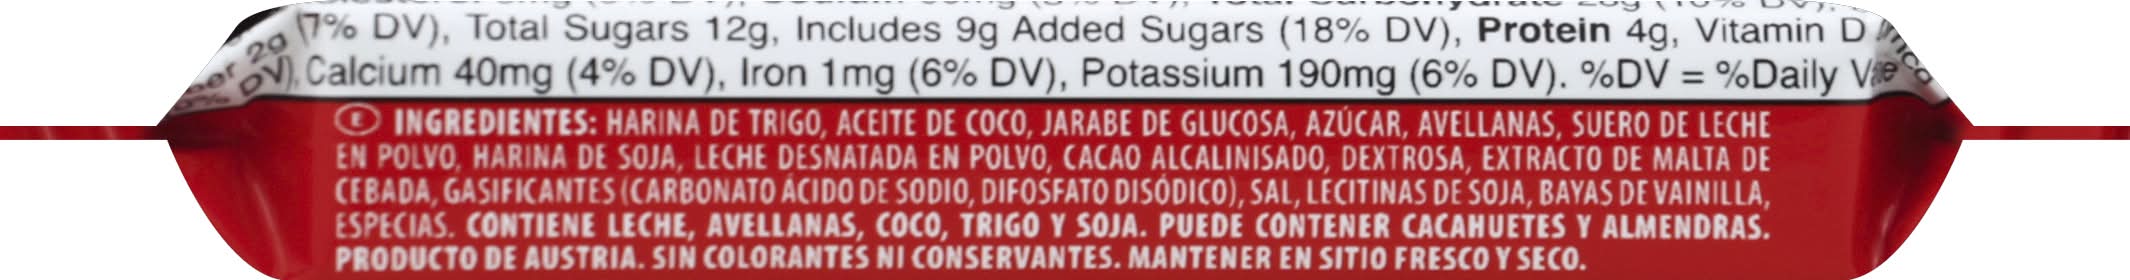 (7% DV), Total Sugars 12g, Includes 9g Added Sugars (18% DV), Protein 4g, Vitamin D
2g
DV), Calcium 40mg (4% DV), Iron 1mg (6% DV), Potassium 190mg (6% DV). %DV = %Daily
E INGREDIENTES: HARINA DE TRIGO, ACEITE DE COCO, JARABE DE GLUCOSA, AZÚCAR, AVELLANAS, SUERO DE LECHE
EN POLVO, HARINA DE SOJA, LECHE DESNATADA EN POLVO, CACAO ALCALINISADO, DEXTROSA, EXTRACTO DE MALTA DE
CEBADA, GASIFICANTES (CARBONATO ÁCIDO DE SODIO, DIFOSFATO DISÓDICO), SAL, LECITINAS DE SOJA, BAYAS DE VAINILLA,
ESPECIAS. CONTIENE LECHE, AVELLANAS, COCO, TRIGO Y SOJA. PUEDE CONTENER CACAHUETES Y ALMENDRAS.
PRODUCTO DE AUSTRIA. SIN COLORANTES NI CONSERVANTES. MANTENER EN SITIO FRESCO Y SECO.